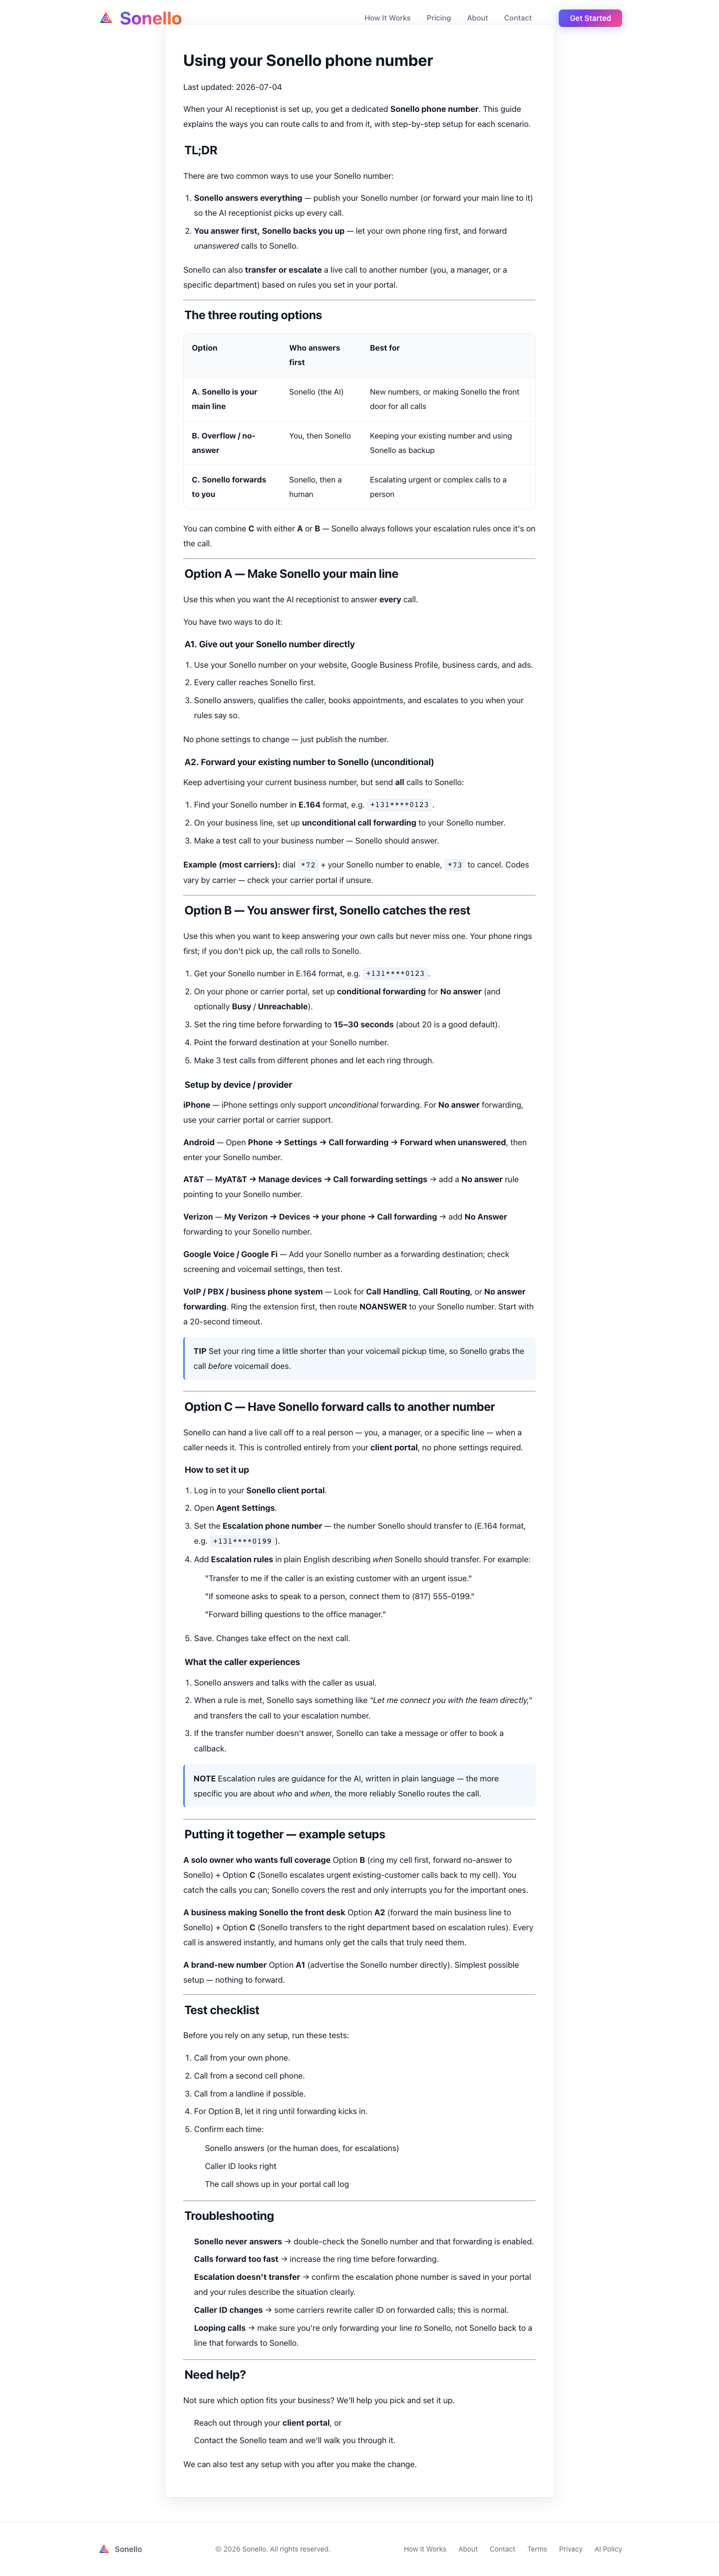 Sonello
How It Works Pricing About Contact Get Started
Using your Sonello phone number
Last updated: 2026-07-04
When your AI receptionist is set up, you get a dedicated Sonello phone number. This guide
explains the ways you can route calls to and from it, with step-by-step setup for each scenario.
TL;DR
There are two common ways to use your Sonello number:
1. Sonello answers everything — publish your Sonello number (or forward your main line to it)
so the AI receptionist picks up every call.
2. You answer first, Sonello backs you up — let your own phone ring first, and forward
unanswered calls to Sonello.
Sonello can also transfer or escalate a live call to another number (you, a manager, or a
specific department) based on rules you set in your portal.
The three routing options
Option Who answers first Best for
A. Sonello is your main line Sonello (the AI) New numbers, or making Sonello the front door for all calls
B. Overflow / no-answer You, then Sonello Keeping your existing number and using Sonello as backup
C. Sonello forwards to you Sonello, then a human Escalating urgent or complex calls to a person
You can combine C with either A or B — Sonello always follows your escalation rules once it's on
the call.
Option A — Make Sonello your main line
Use this when you want the AI receptionist to answer every call.
You have two ways to do it:
A1. Give out your Sonello number directly
1. Use your Sonello number on your website, Google Business Profile, business cards, and ads.
2. Every caller reaches Sonello first.
3. Sonello answers, qualifies the caller, books appointments, and escalates to you when your
rules say so.
No phone settings to change — just publish the number.
A2. Forward your existing number to Sonello (unconditional)
Keep advertising your current business number, but send all calls to Sonello:
1. Find your Sonello number in E.164 format, e.g. +131****0123.
2. On your business line, set up unconditional call forwarding to your Sonello number.
3. Make a test call to your business number — Sonello should answer.
Example (most carriers): dial *72 + your Sonello number to enable, *73 to cancel. Codes
vary by carrier — check your carrier portal if unsure.
Option B — You answer first, Sonello catches the rest
Use this when you want to keep answering your own calls but never miss one. Your phone rings
first; if you don't pick up, the call rolls to Sonello.
1. Get your Sonello number in E.164 format, e.g. +131****0123.
2. On your phone or carrier portal, set up conditional forwarding for No answer (and
optionally Busy / Unreachable).
3. Set the ring time before forwarding to 15–30 seconds (about 20 is a good default).
4. Point the forward destination at your Sonello number.
5. Make 3 test calls from different phones and let each ring through.
Setup by device / provider
iPhone — iPhone settings only support unconditional forwarding. For No answer forwarding,
use your carrier portal or carrier support.
Android — Open Phone → Settings → Call forwarding → Forward when unanswered, then
enter your Sonello number.
AT&T — MyAT&T → Manage devices → Call forwarding settings → add a No answer rule
pointing to your Sonello number.
Verizon — My Verizon → Devices → your phone → Call forwarding → add No Answer
forwarding to your Sonello number.
Google Voice / Google Fi — Add your Sonello number as a forwarding destination; check
screening and voicemail settings, then test.
VoIP / PBX / business phone system — Look for Call Handling, Call Routing, or No answer
forwarding. Ring the extension first, then route NOANSWER to your Sonello number. Start with
a 20-second timeout.
TIP Set your ring time a little shorter than your voicemail pickup time, so Sonello grabs the
call before voicemail does.
Option C — Have Sonello forward calls to another number
Sonello can hand a live call off to a real person — you, a manager, or a specific line — when a
caller needs it. This is controlled entirely from your client portal, no phone settings required.
How to set it up
1. Log in to your Sonello client portal.
2. Open Agent Settings.
3. Set the Escalation phone number — the number Sonello should transfer to (E.164 format,
e.g. +131****0199).
4. Add Escalation rules in plain English describing when Sonello should transfer. For example:
"Transfer to me if the caller is an existing customer with an urgent issue."
"If someone asks to speak to a person, connect them to (817) 555-0199."
"Forward billing questions to the office manager."
5. Save. Changes take effect on the next call.
What the caller experiences
1. Sonello answers and talks with the caller as usual.
2. When a rule is met, Sonello says something like "Let me connect you with the team directly,"
and transfers the call to your escalation number.
3. If the transfer number doesn't answer, Sonello can take a message or offer to book a
callback.
NOTE Escalation rules are guidance for the AI, written in plain language — the more
specific you are about who and when, the more reliably Sonello routes the call.
Putting it together — example setups
A solo owner who wants full coverage Option B (ring my cell first, forward no-answer to
Sonello) + Option C (Sonello escalates urgent existing-customer calls back to my cell). You
catch the calls you can; Sonello covers the rest and only interrupts you for the important ones.
A business making Sonello the front desk Option A2 (forward the main business line to
Sonello) + Option C (Sonello transfers to the right department based on escalation rules). Every
call is answered instantly, and humans only get the calls that truly need them.
A brand-new number Option A1 (advertise the Sonello number directly). Simplest possible
setup — nothing to forward.
Test checklist
Before you rely on any setup, run these tests:
1. Call from your own phone.
2. Call from a second cell phone.
3. Call from a landline if possible.
4. For Option B, let it ring until forwarding kicks in.
5. Confirm each time:
Sonello answers (or the human does, for escalations)
Caller ID looks right
The call shows up in your portal call log
Troubleshooting
Sonello never answers → double-check the Sonello number and that forwarding is enabled.
Calls forward too fast → increase the ring time before forwarding.
Escalation doesn't transfer → confirm the escalation phone number is saved in your portal
and your rules describe the situation clearly.
Caller ID changes → some carriers rewrite caller ID on forwarded calls; this is normal.
Looping calls → make sure you're only forwarding your line to Sonello, not Sonello back to a
line that forwards to Sonello.
Need help?
Not sure which option fits your business? We'll help you pick and set it up.
Reach out through your client portal, or
Contact the Sonello team and we'll walk you through it.
We can also test any setup with you after you make the change.
Sonello
© 2026 Sonello. All rights reserved.
How It Works About Contact Terms Privacy AI Policy